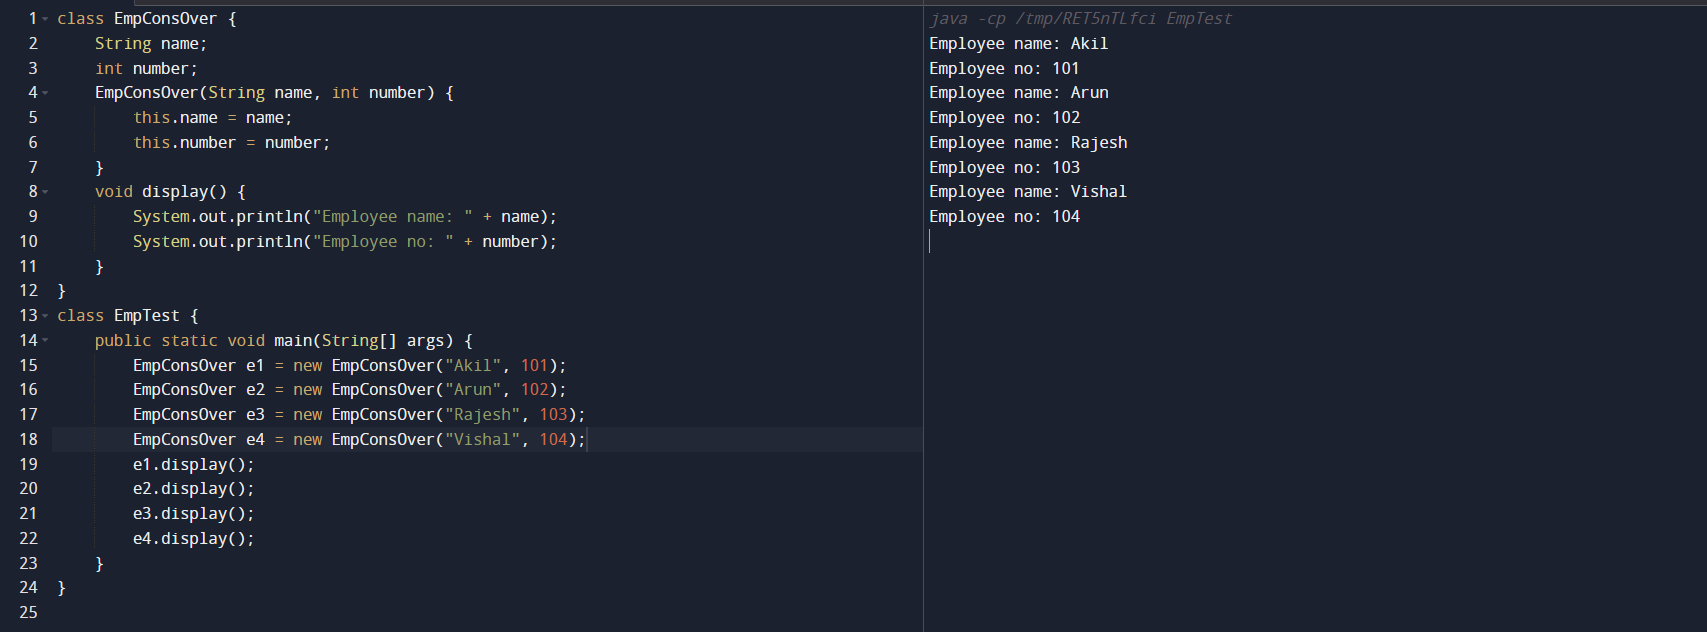 1 class EmpConsOver {
2     String name;
3     int number;
4     EmpConsOver(String name, int number) {
5         this.name = name;
6         this.number = number;
7     }
8     void display() {
9         System.out.println("Employee name: " + name);
10         System.out.println("Employee no: " + number);
11     }
12 }
13 class EmpTest {
14     public static void main(String[] args) {
15         EmpConsOver e1 = new EmpConsOver("Akil", 101);
16         EmpConsOver e2 = new EmpConsOver("Arun", 102);
17         EmpConsOver e3 = new EmpConsOver("Rajesh", 103);
18         EmpConsOver e4 = new EmpConsOver("Vishal", 104);
19         e1.display();
20         e2.display();
21         e3.display();
22         e4.display();
23     }
24 }
25
java -cp /tmp/RET5nTLfci EmpTest
Employee name: Akil
Employee no: 101
Employee name: Arun
Employee no: 102
Employee name: Rajesh
Employee no: 103
Employee name: Vishal
Employee no: 104